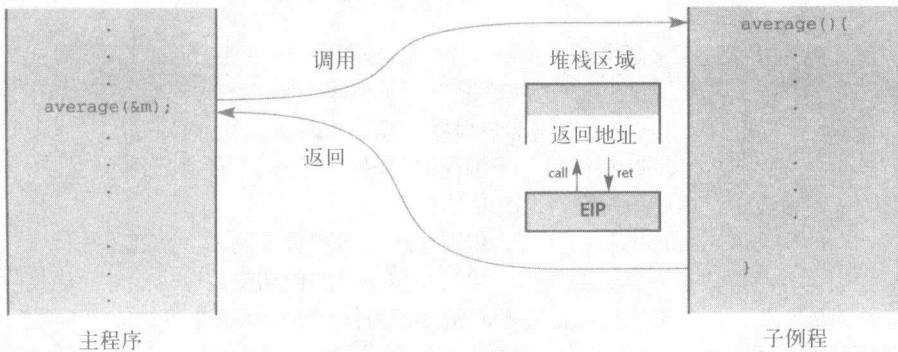 average(){
调用
堆栈区域
average(&m);
返回地址
返回
call
ret
EIP
}
主程序
子例程